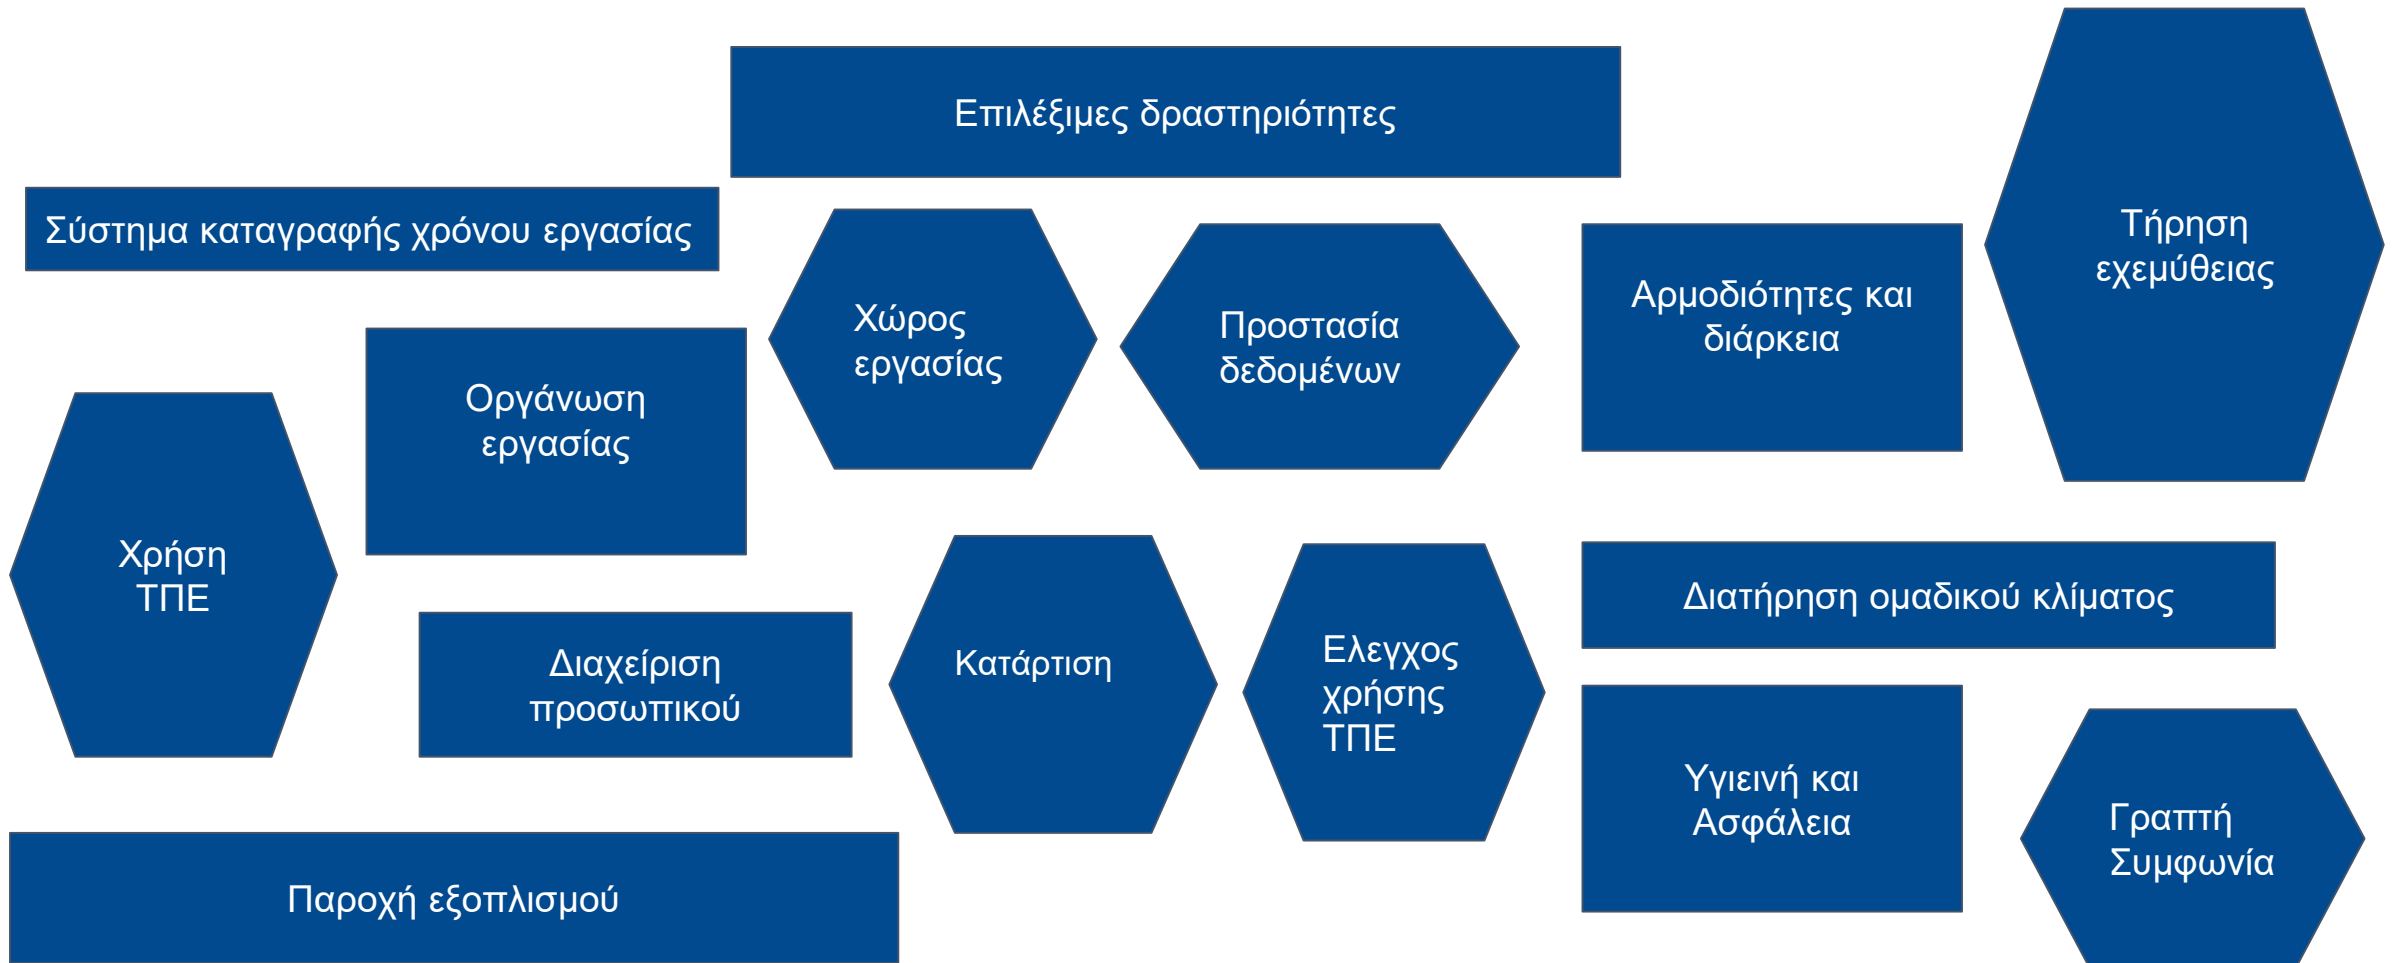 Επιλέξιμες δραστηριότητες
Σύστημα καταγραφής χρόνου εργασίας
Τήρηση
εχεμύθειας
Χώρος
εργασίας
Προστασία
δεδομένων
Αρμοδιότητες και
διάρκεια
Οργάνωση
εργασίας
Χρήση
ΤΠΕ
Διατήρηση ομαδικού κλίματος
Διαχείριση
προσωπικού
Κατάρτιση
Ελεγχος
χρήσης
ΤΠΕ
Υγιεινή και
Ασφάλεια
Γραπτή
Συμφωνία
Παροχή εξοπλισμού